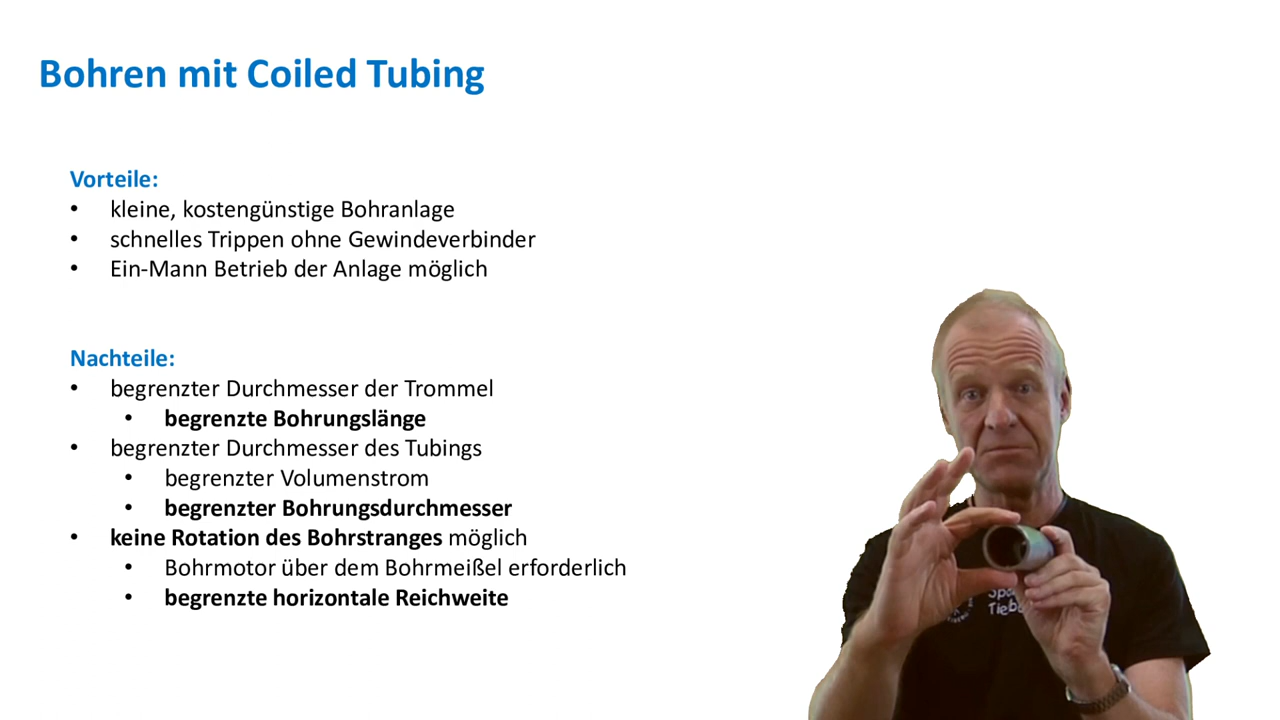 Bohren mit Coiled Tubing
Vorteile:
• kleine, kostengünstige Bohranlage
• schnelles Trippen ohne Gewindeverbinder
• Ein-Mann Betrieb der Anlage möglich
Nachteile:
• begrenzter Durchmesser der Trommel
• begrenzte Bohrungslänge
• begrenzter Durchmesser des Tubings
• begrenzter Volumenstrom
• begrenzter Bohrungsdurchmesser
• keine Rotation des Bohrstranges möglich
• Bohrmotor über dem Bohrmeißel erforderlich
• begrenzte horizontale Reichweite